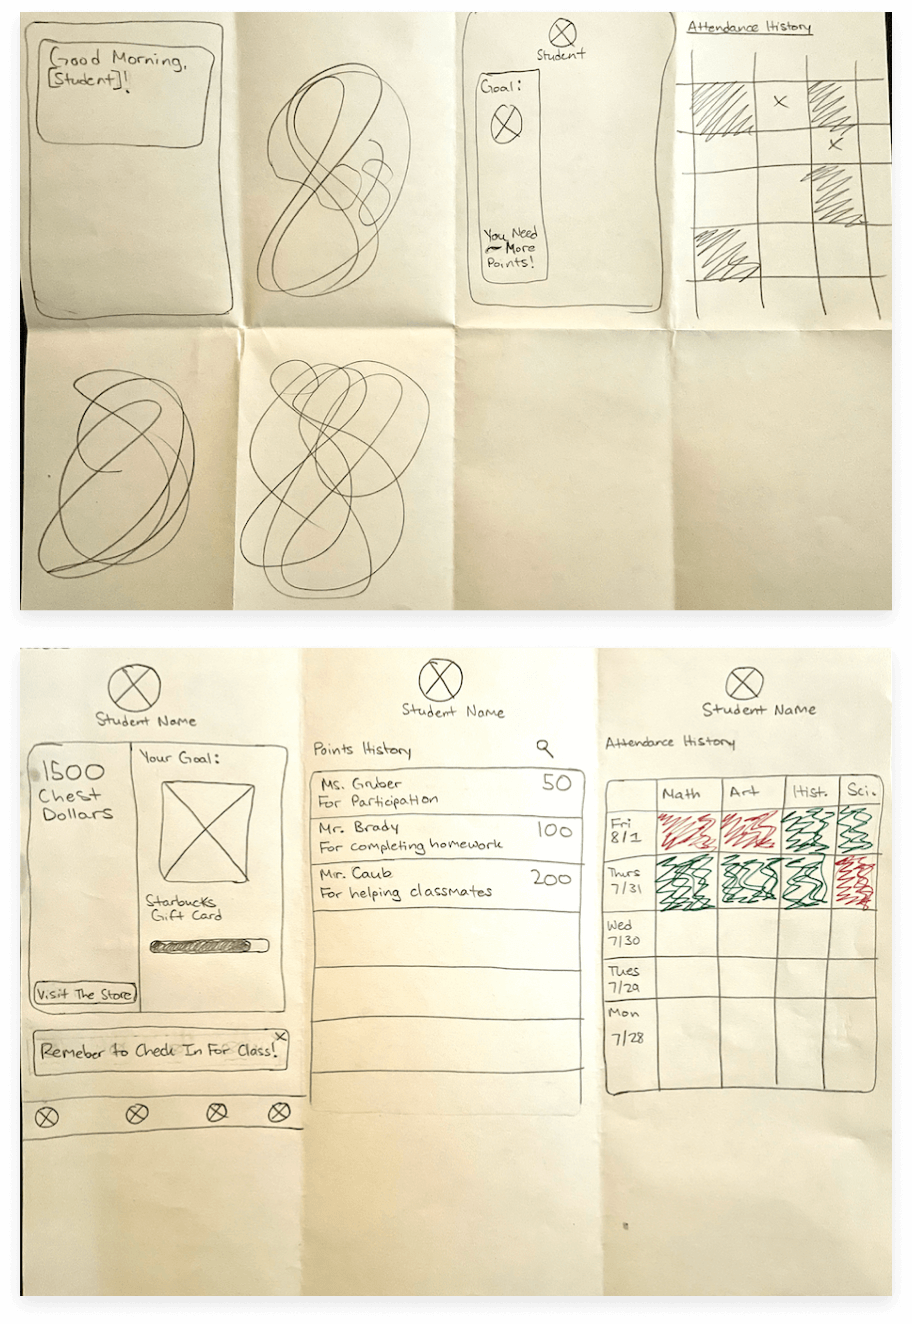 Good Morning,
[Student]!
Student
Goal:
You Need
— More
Points!
Attendance History
x
x
Student Name
1500
Chest
Dollars
Visit The Store
Your Goal:
Starbucks
Gift Card
Remeber to Check In For Class!
x
Student Name
Points History
Ms. Gruber 50
For Participation
Mr. Brady 100
For completing homework
Mr. Caub 200
For helping classmates
Student Name
Attendance History
Math Art Hist. Sci.
Fri
8/1
Thurs
7/31
Wed
7/30
Tues
7/29
Mon
7/28